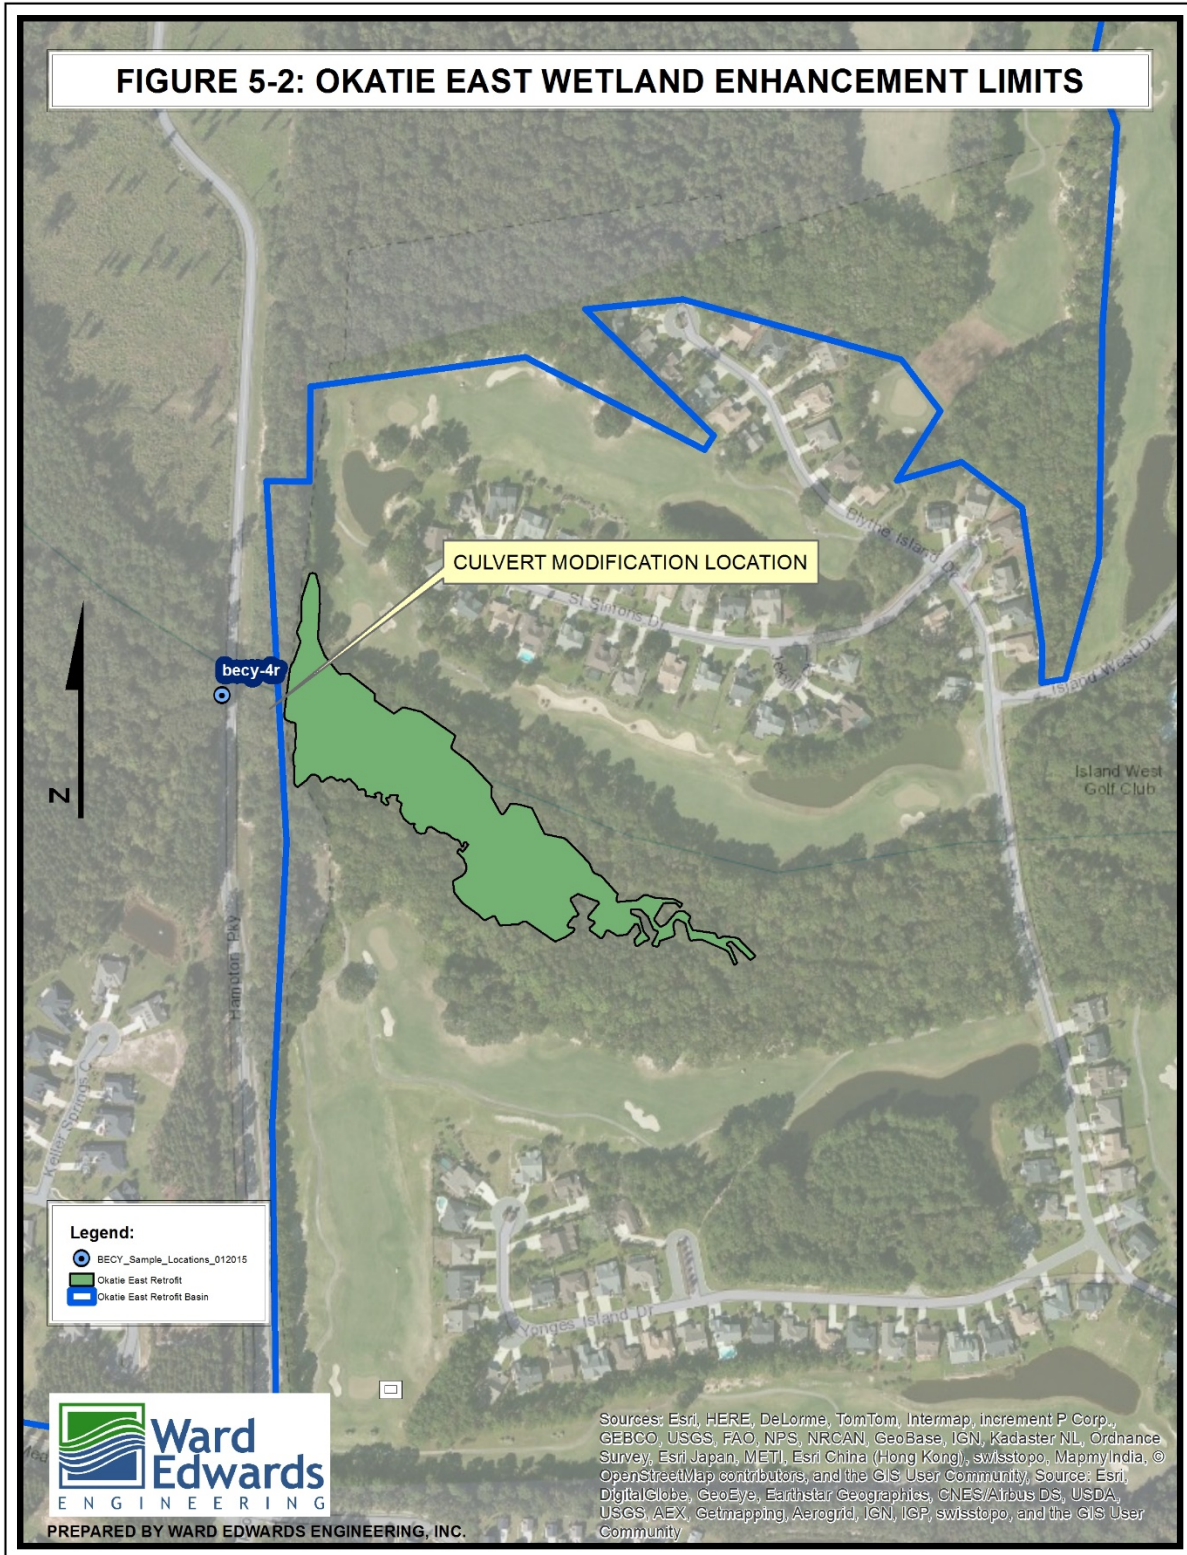 FIGURE 5-2: OKATIE EAST WETLAND ENHANCEMENT LIMITS
Blythe Island Dr
CULVERT MODIFICATION LOCATION
St Simons Dr
becy-4r
Island West Dr
Island West
Golf Club
N
Hampton Pky
Keller Springs C
Yonges Island Dr
Legend:
BECY_Sample_Locations_012015
Okatie East Retrofit
Okatie East Retrofit Basin
Ward
Edwards
ENGINEERING
PREPARED BY WARD EDWARDS ENGINEERING, INC.
Sources: Esri, HERE, DeLorme, TomTom, Intermap, increment P Corp.,
GEBCO, USGS, FAO, NPS, NRCAN, GeoBase, IGN, Kadaster NL, Ordnance
Survey, Esri Japan, METI, Esri China (Hong Kong), swisstopo, MapmyIndia, ©
OpenStreetMap contributors, and the GIS User Community, Source: Esri,
DigitalGlobe, GeoEye, Earthstar Geographics, CNES/Airbus DS, USDA,
USGS, AEX, Getmapping, Aerogrid, IGN, IGP, swisstopo, and the GIS User
Community